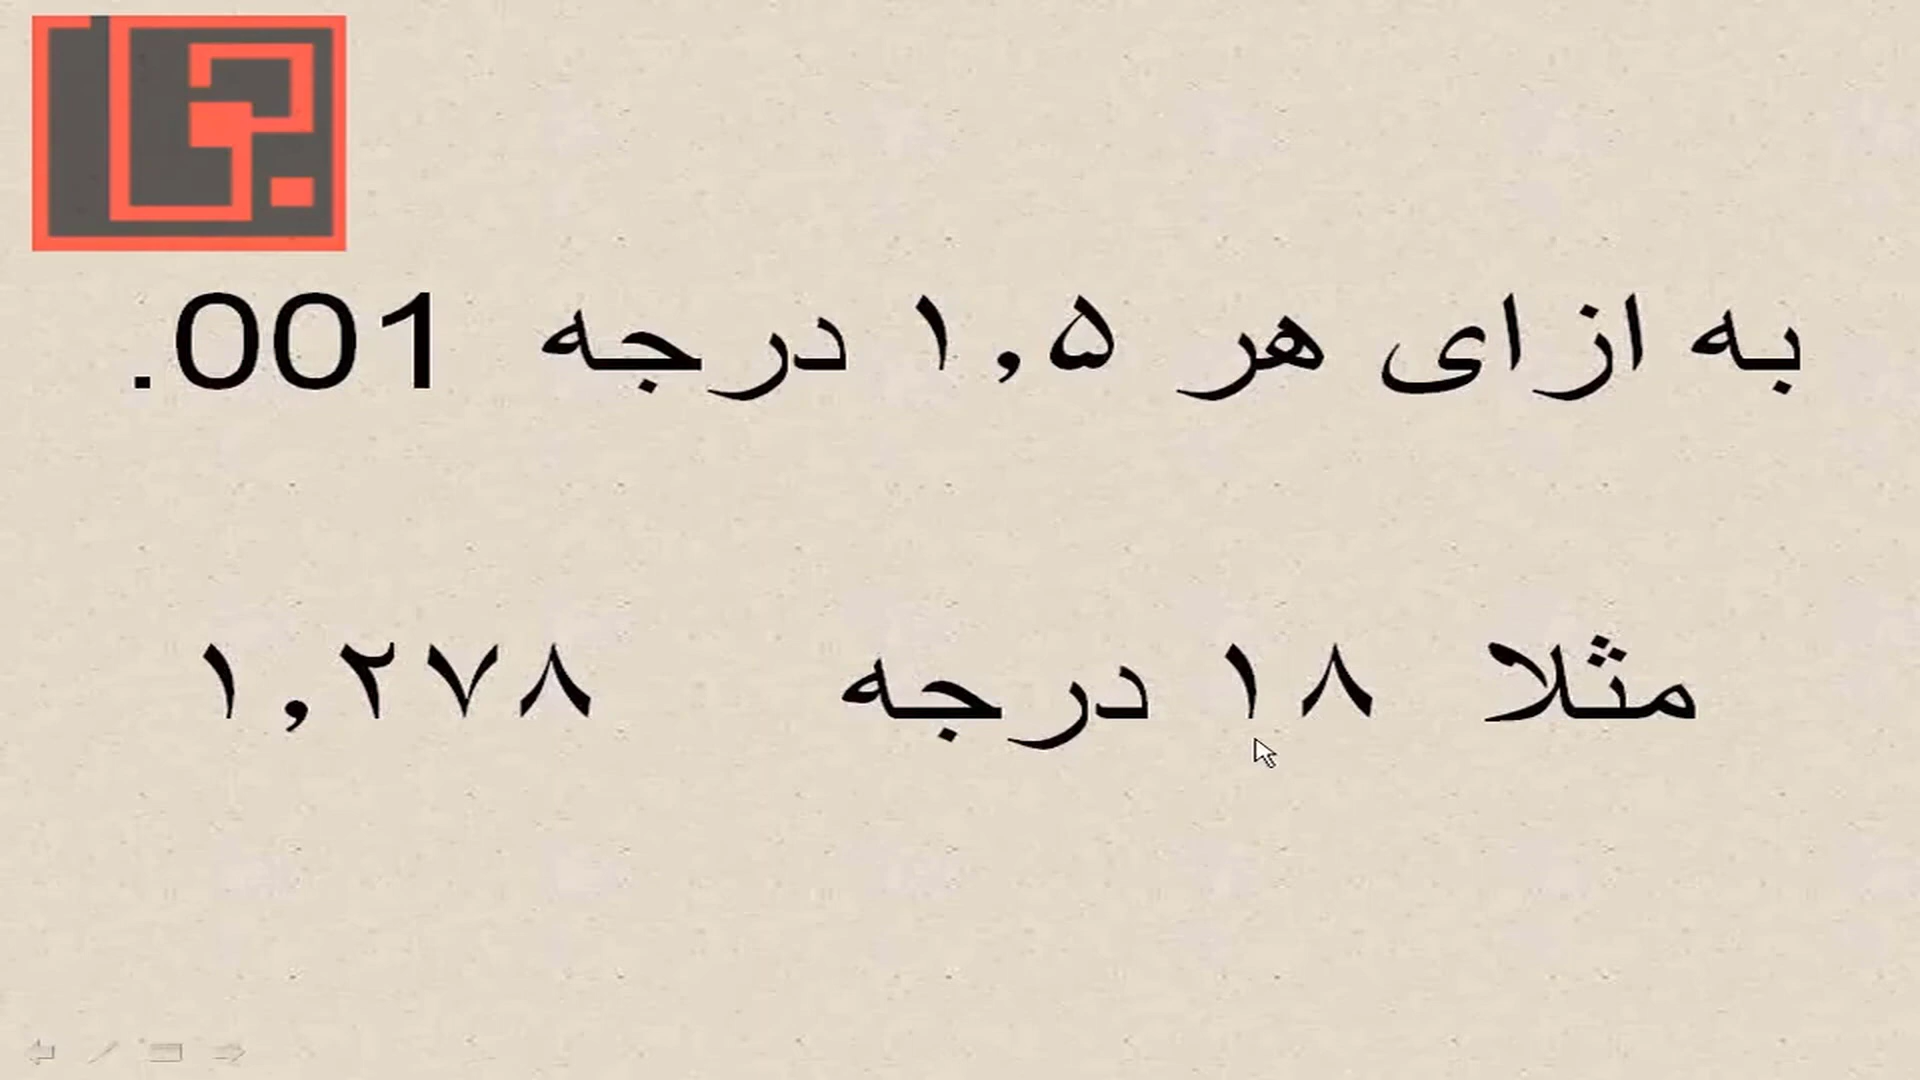 به ازای هر ۱,۵ درجه 001.
مثلا ۱۸ درجه ۱,۲۷۸